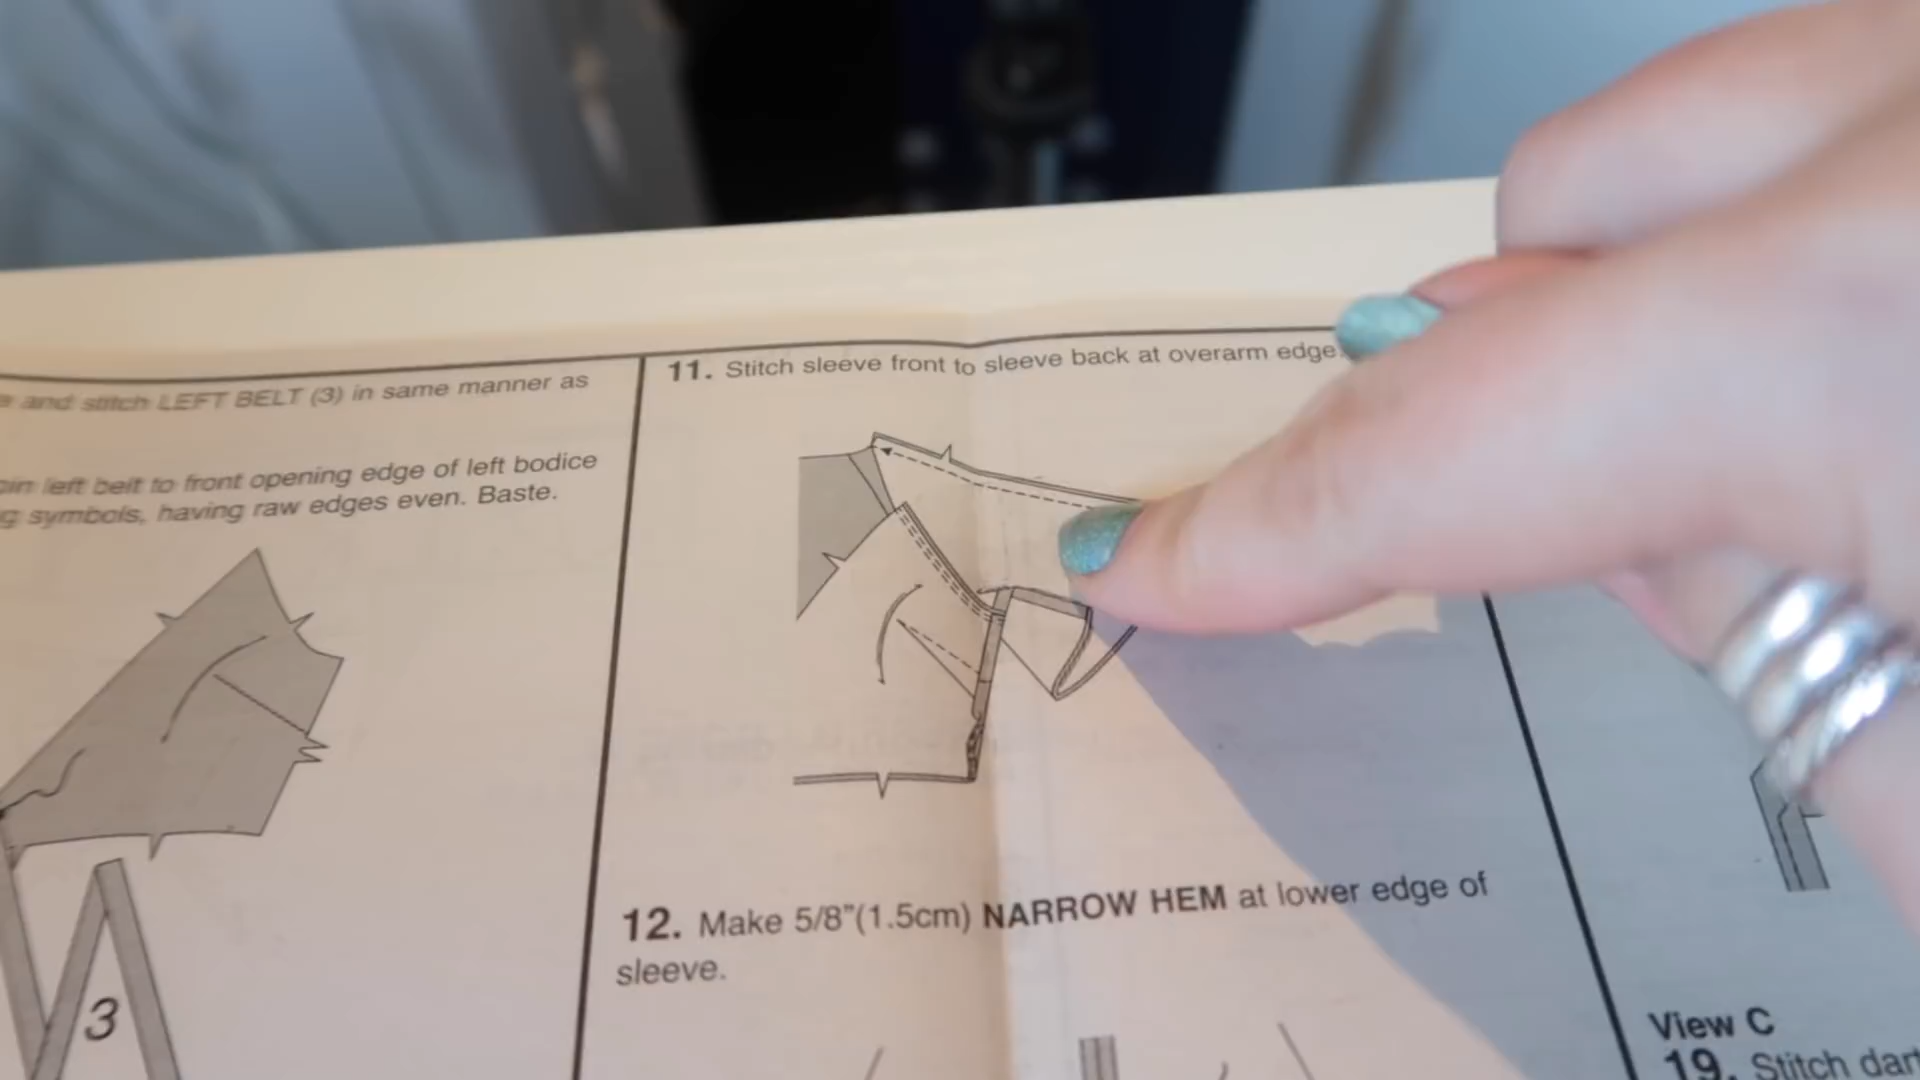 and stitch LEFT BELT (3) in same manner as
left belt to front opening edge of left bodice
symbols, having raw edges even. Baste.
3
11. Stitch sleeve front to sleeve back at overarm edge.
12. Make 5/8"(1.5cm) NARROW HEM at lower edge of
sleeve.
View C
19. Stitch dart